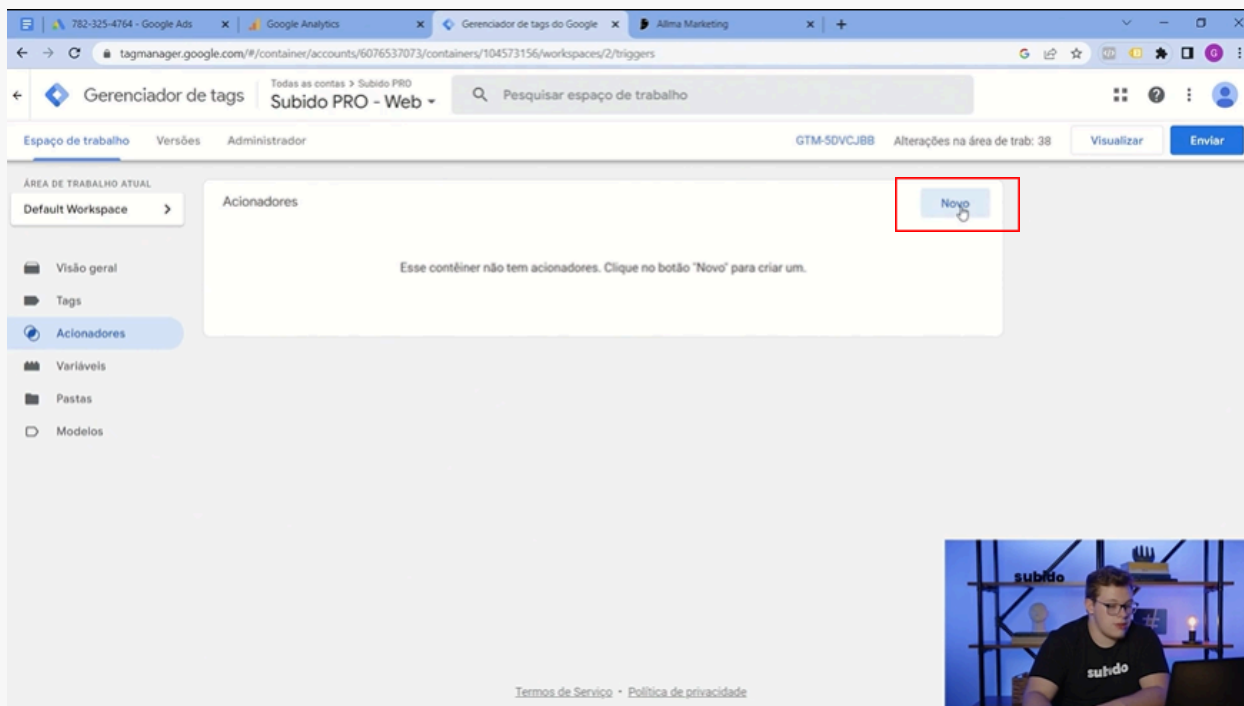 782-325-4764 - Google Ads
Google Analytics
Gerenciador de tags do Google
Allma Marketing
tagmanager.google.com/#/container/accounts/6076537073/containers/104573156/workspaces/2/triggers
Gerenciador de tags
Todas as contas > Subido PRO
Subido PRO - Web
Pesquisar espaço de trabalho
Espaço de trabalho Versões Administrador
GTM-5DVCJBB Alterações na área de trab: 38 Visualizar Enviar
ÁREA DE TRABALHO ATUAL
Default Workspace
Acionadores
Novo
Esse contêiner não tem acionadores. Clique no botão "Novo" para criar um.
Visão geral
Tags
Acionadores
Variáveis
Pastas
Modelos
subido
#
subido
Termos de Serviço • Política de privacidade